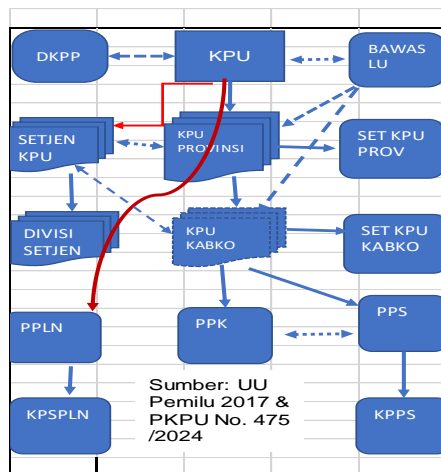 DKPP
KPU
BAWAS
LU
SETJEN
KPU
KPU
PROVINSI
SET KPU
PROV
DIVISI
SETJEN
KPU
KABKO
SET KPU
KABKO
PPLN
PPK
PPS
KPSPLN
Sumber: UU
Pemilu 2017 &
PKPU No. 475
/2024
KPPS